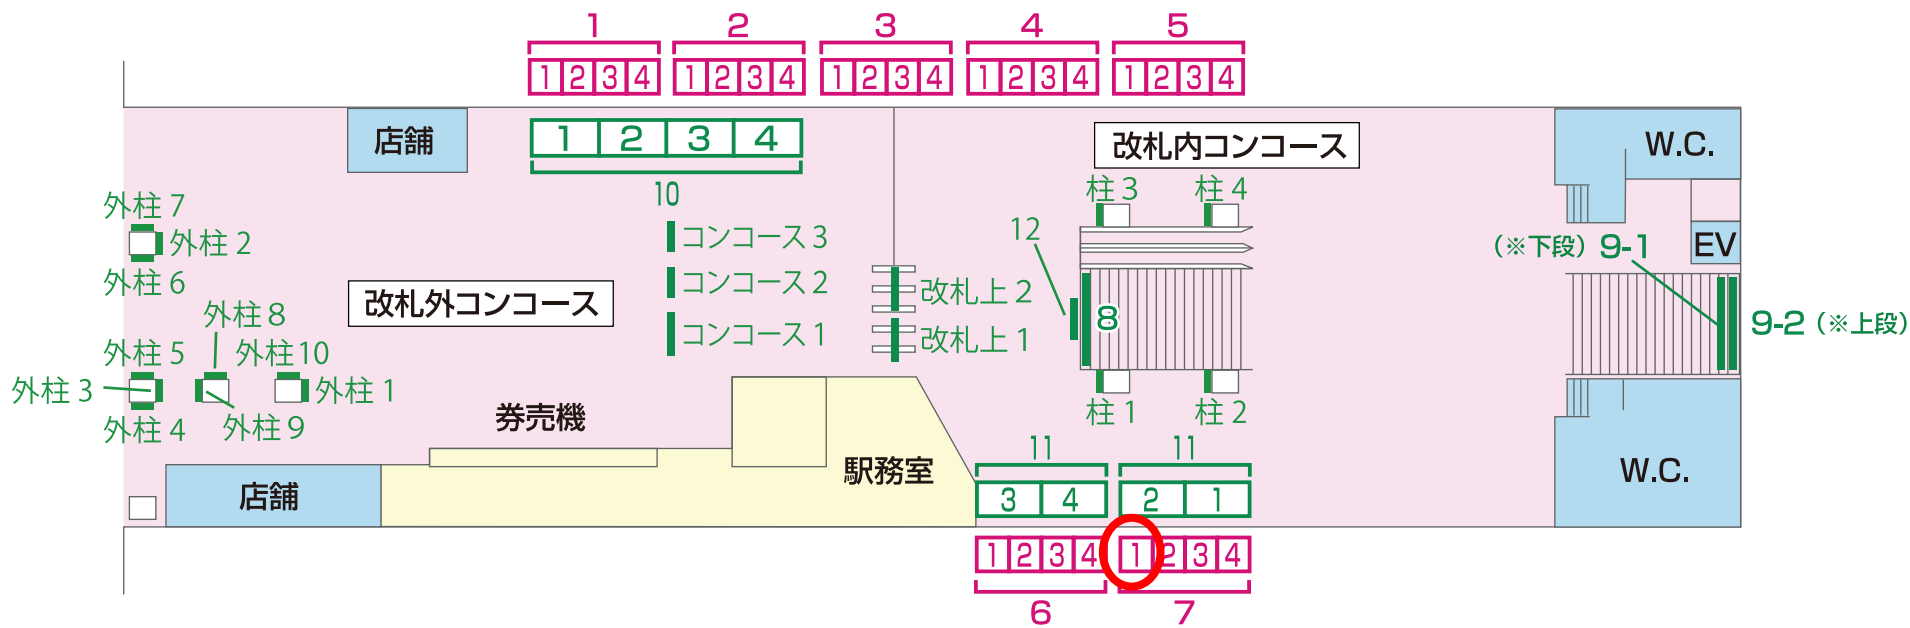 1 2 3 4 5
1 2 3 4 1 2 3 4 1 2 3 4 1 2 3 4 1 2 3 4
店舗
1 2 3 4
10
改札内コンコース
W.C.
外柱 7
外柱 2
外柱 6
コンコース 3
コンコース 2
コンコース 1
柱 3
柱 4
12
(※下段) 9-1
EV
改札外コンコース
改札上 2
改札上 1
8
9-2 (※上段)
外柱 8
外柱 5
外柱 10
外柱 3
外柱 1
外柱 4
外柱 9
柱 1
柱 2
券売機
駅務室
店舗
W.C.
11 11
3 4 2 1
1 2 3 4 1 2 3 4
6 7